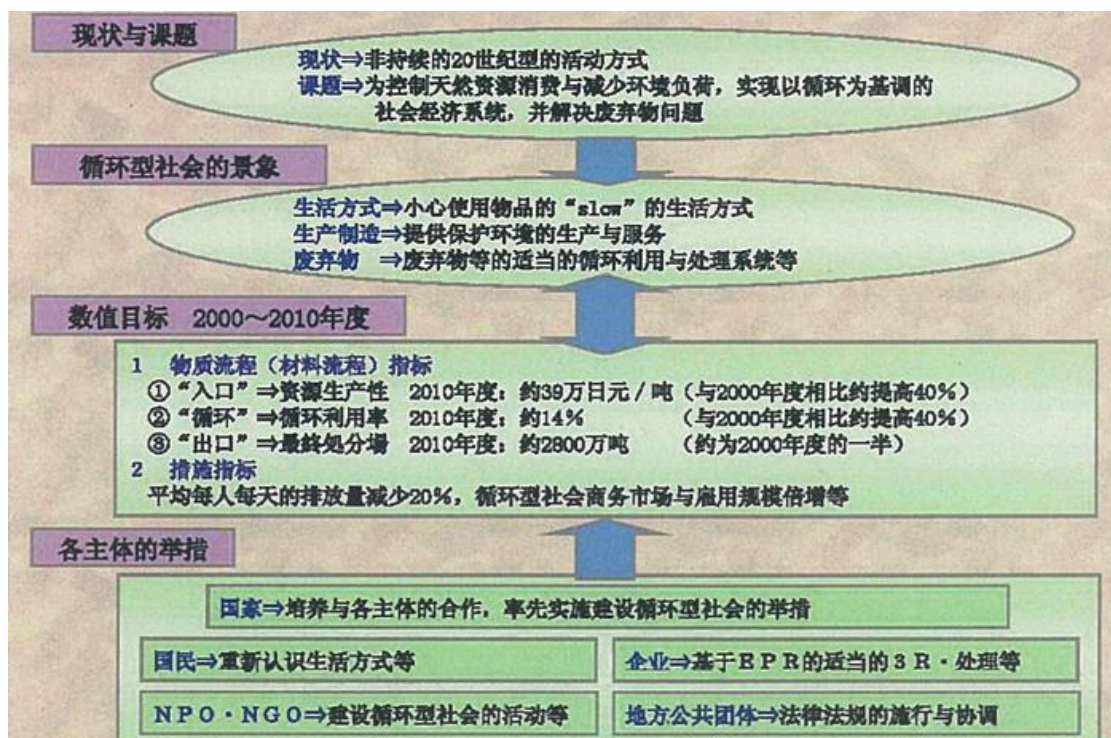 现状与课题
现状⇒非持续的20世纪型的活动方式
课题⇒为控制天然资源消费与减少环境负荷，实现以循环为基调的
社会经济系统，并解决废弃物问题
循环型社会的景象
生活方式⇒小心使用物品的“slow”的生活方式
生产制造⇒提供保护环境的生产与服务
废弃物 ⇒废弃物等的适当的循环利用与处理系统等
数值目标 2000～2010年度
1 物质流程（材料流程）指标
①“入口”⇒资源生产性 2010年度：约39万日元／吨（与2000年度相比约提高40％）
②“循环”⇒循环利用率 2010年度：约14％ （与2000年度相比约提高40％）
③“出口”⇒最終処分場 2010年度：约2800万吨 （约为2000年度的一半）
2 措施指标
平均每人每天的排放量减少20％，循环型社会商务市场与雇用规模倍增等
各主体的举措
国家⇒培养与各主体的合作，率先实施建设循环型社会的举措
国民⇒重新认识生活方式等
企业⇒基于ＥＰＲ的适当的３Ｒ・处理等
ＮＰＯ・ＮＧＯ⇒建设循环型社会的活动等
地方公共团体⇒法律法规的施行与协调